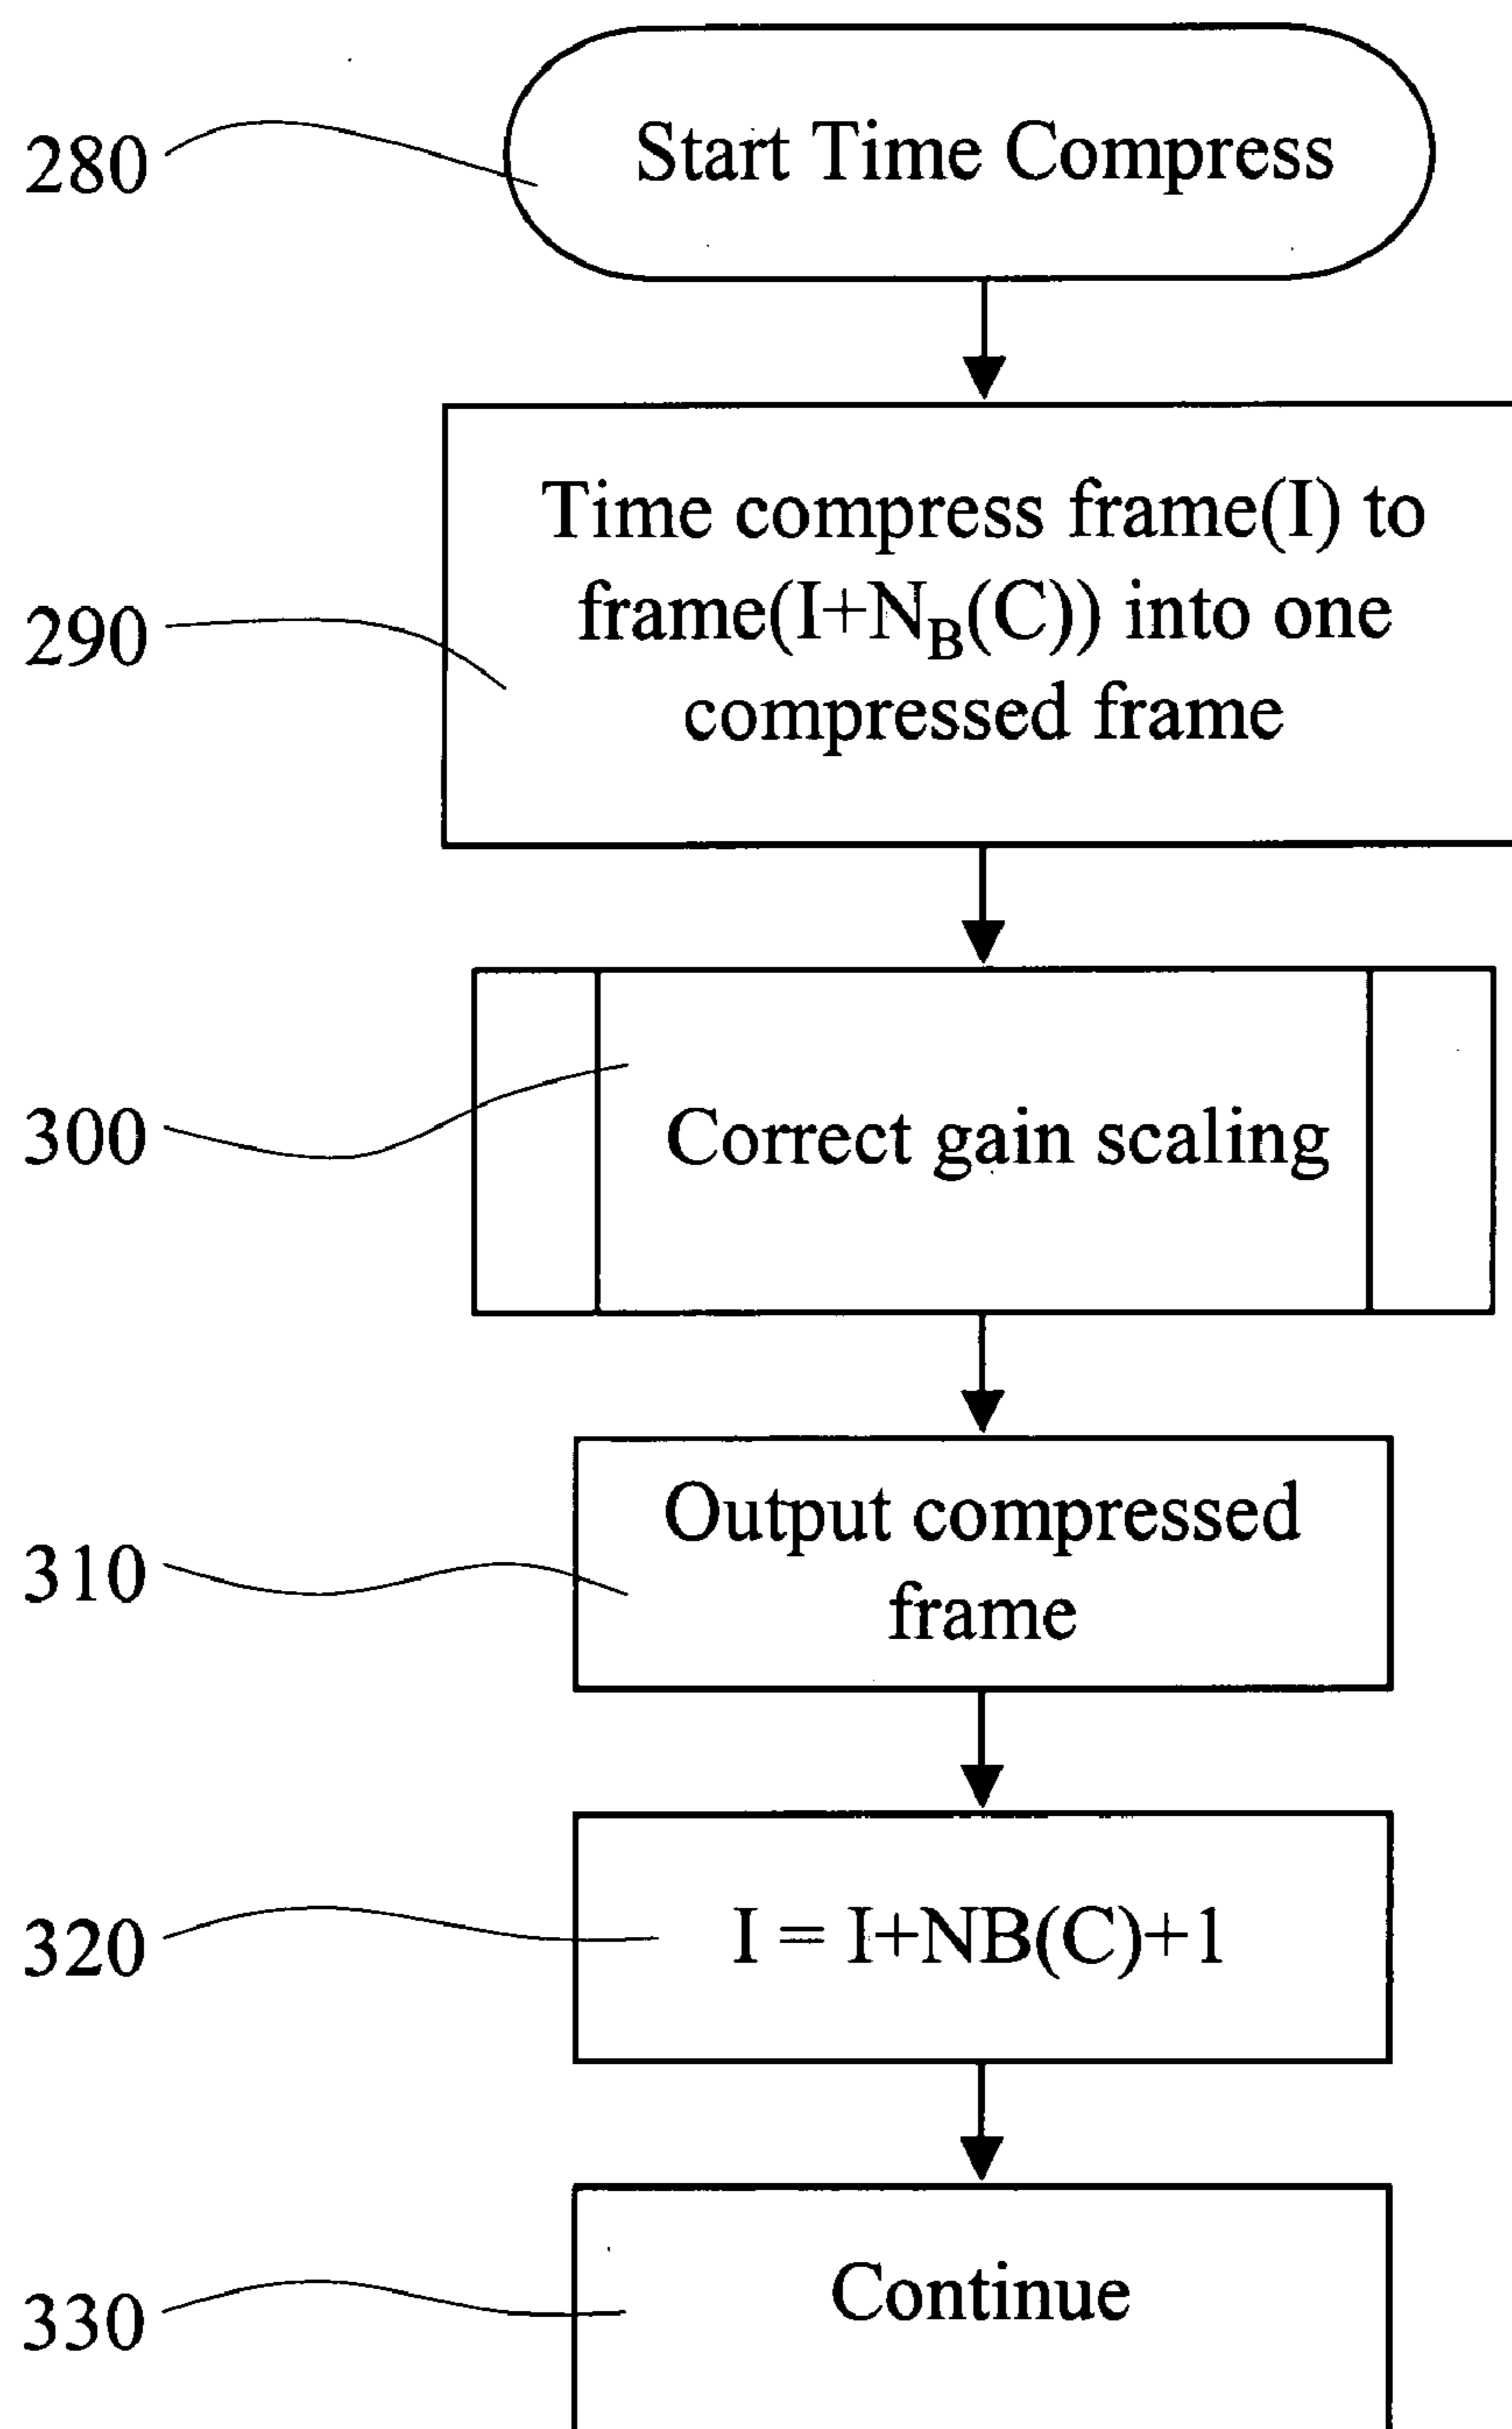 280
Start Time Compress
290
Time compress frame(I) to
frame(I+N_B(C)) into one
compressed frame
300
Correct gain scaling
310
Output compressed
frame
320
I = I+NB(C)+1
330
Continue